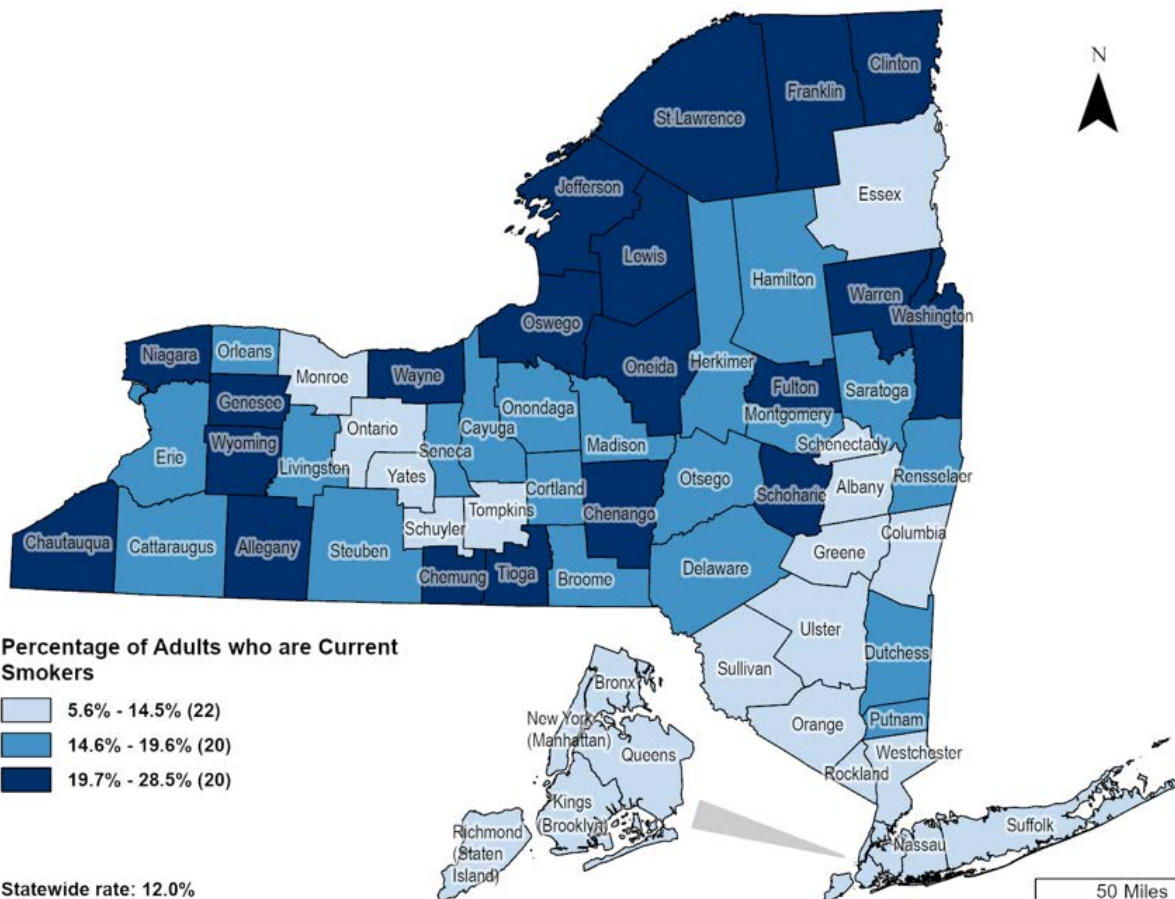 N
Clinton
Franklin
St Lawrence
Jefferson
Essex
Lewis
Hamilton
Warren
Washington
Oswego
Oneida
Herkimer
Niagara
Orleans
Monroe
Wayne
Fulton
Saratoga
Genesee
Onondaga
Montgomery
Ontario
Cayuga
Madison
Schenectady
Wyoming
Seneca
Erie
Livingston
Yates
Otsego
Rensselaer
Cortland
Schoharie
Albany
Tompkins
Chenango
Schuyler
Columbia
Chautauqua
Cattaraugus
Allegany
Steuben
Greene
Chemung
Tioga
Broome
Delaware
Ulster
Dutchess
Sullivan
Orange
Putnam
Westchester
Rockland
Bronx
New York
(Manhattan)
Queens
Kings
(Brooklyn)
Richmond
(Staten
Island)
Suffolk
Nassau
Percentage of Adults who are Current
Smokers
5.6% - 14.5% (22)
14.6% - 19.6% (20)
19.7% - 28.5% (20)
Statewide rate: 12.0%
50 Miles